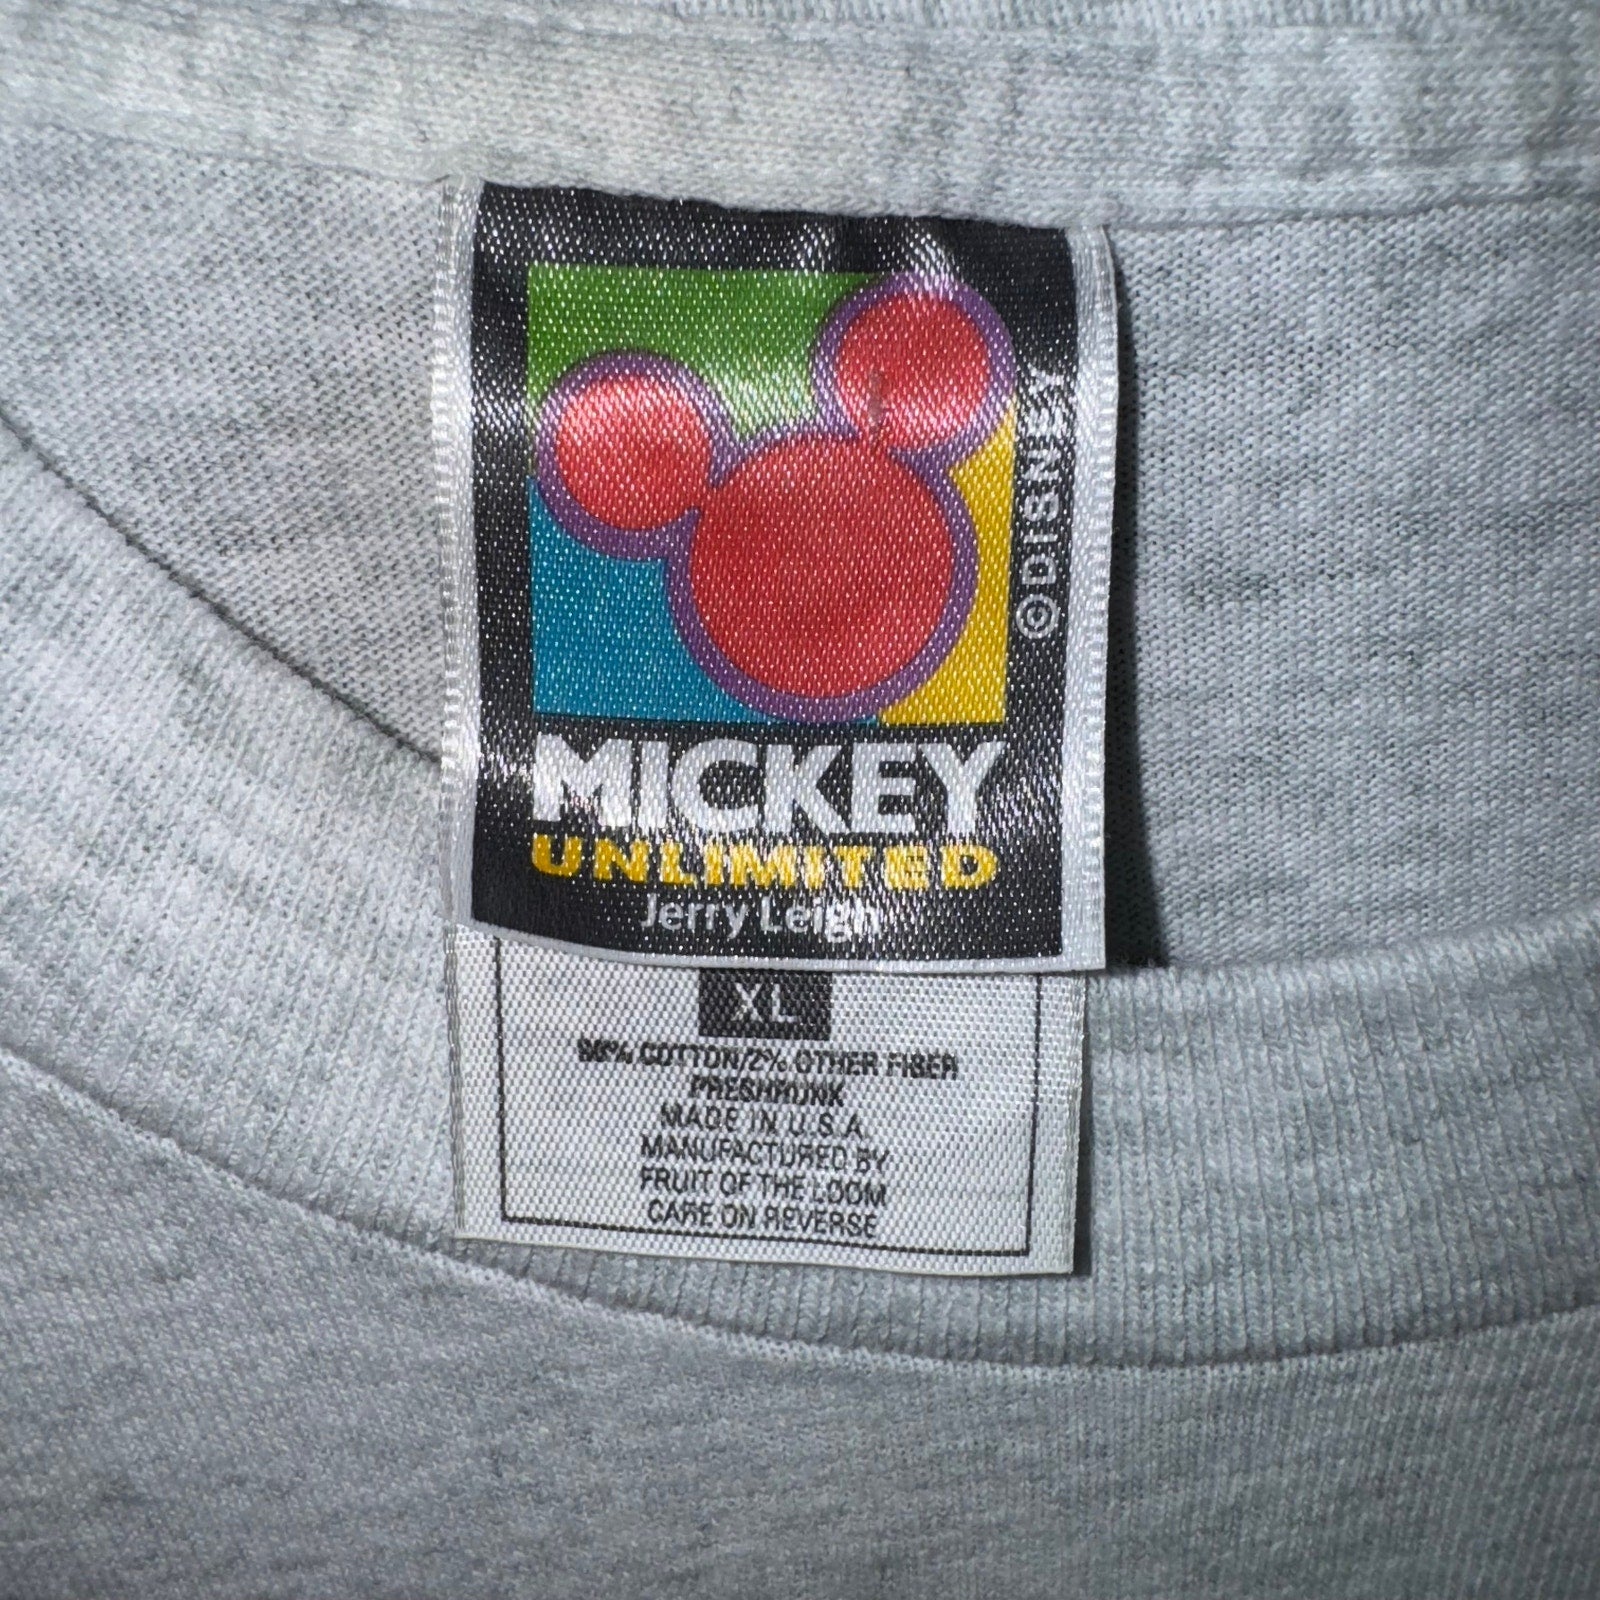 © DISNEY
MICKEY
UNLIMITED
Jerry Leigh
XL
98% COTTON/2% OTHER FIBER
PRESHRUNK
MADE IN U.S.A.
MANUFACTURED BY
FRUIT OF THE LOOM
CARE ON REVERSE